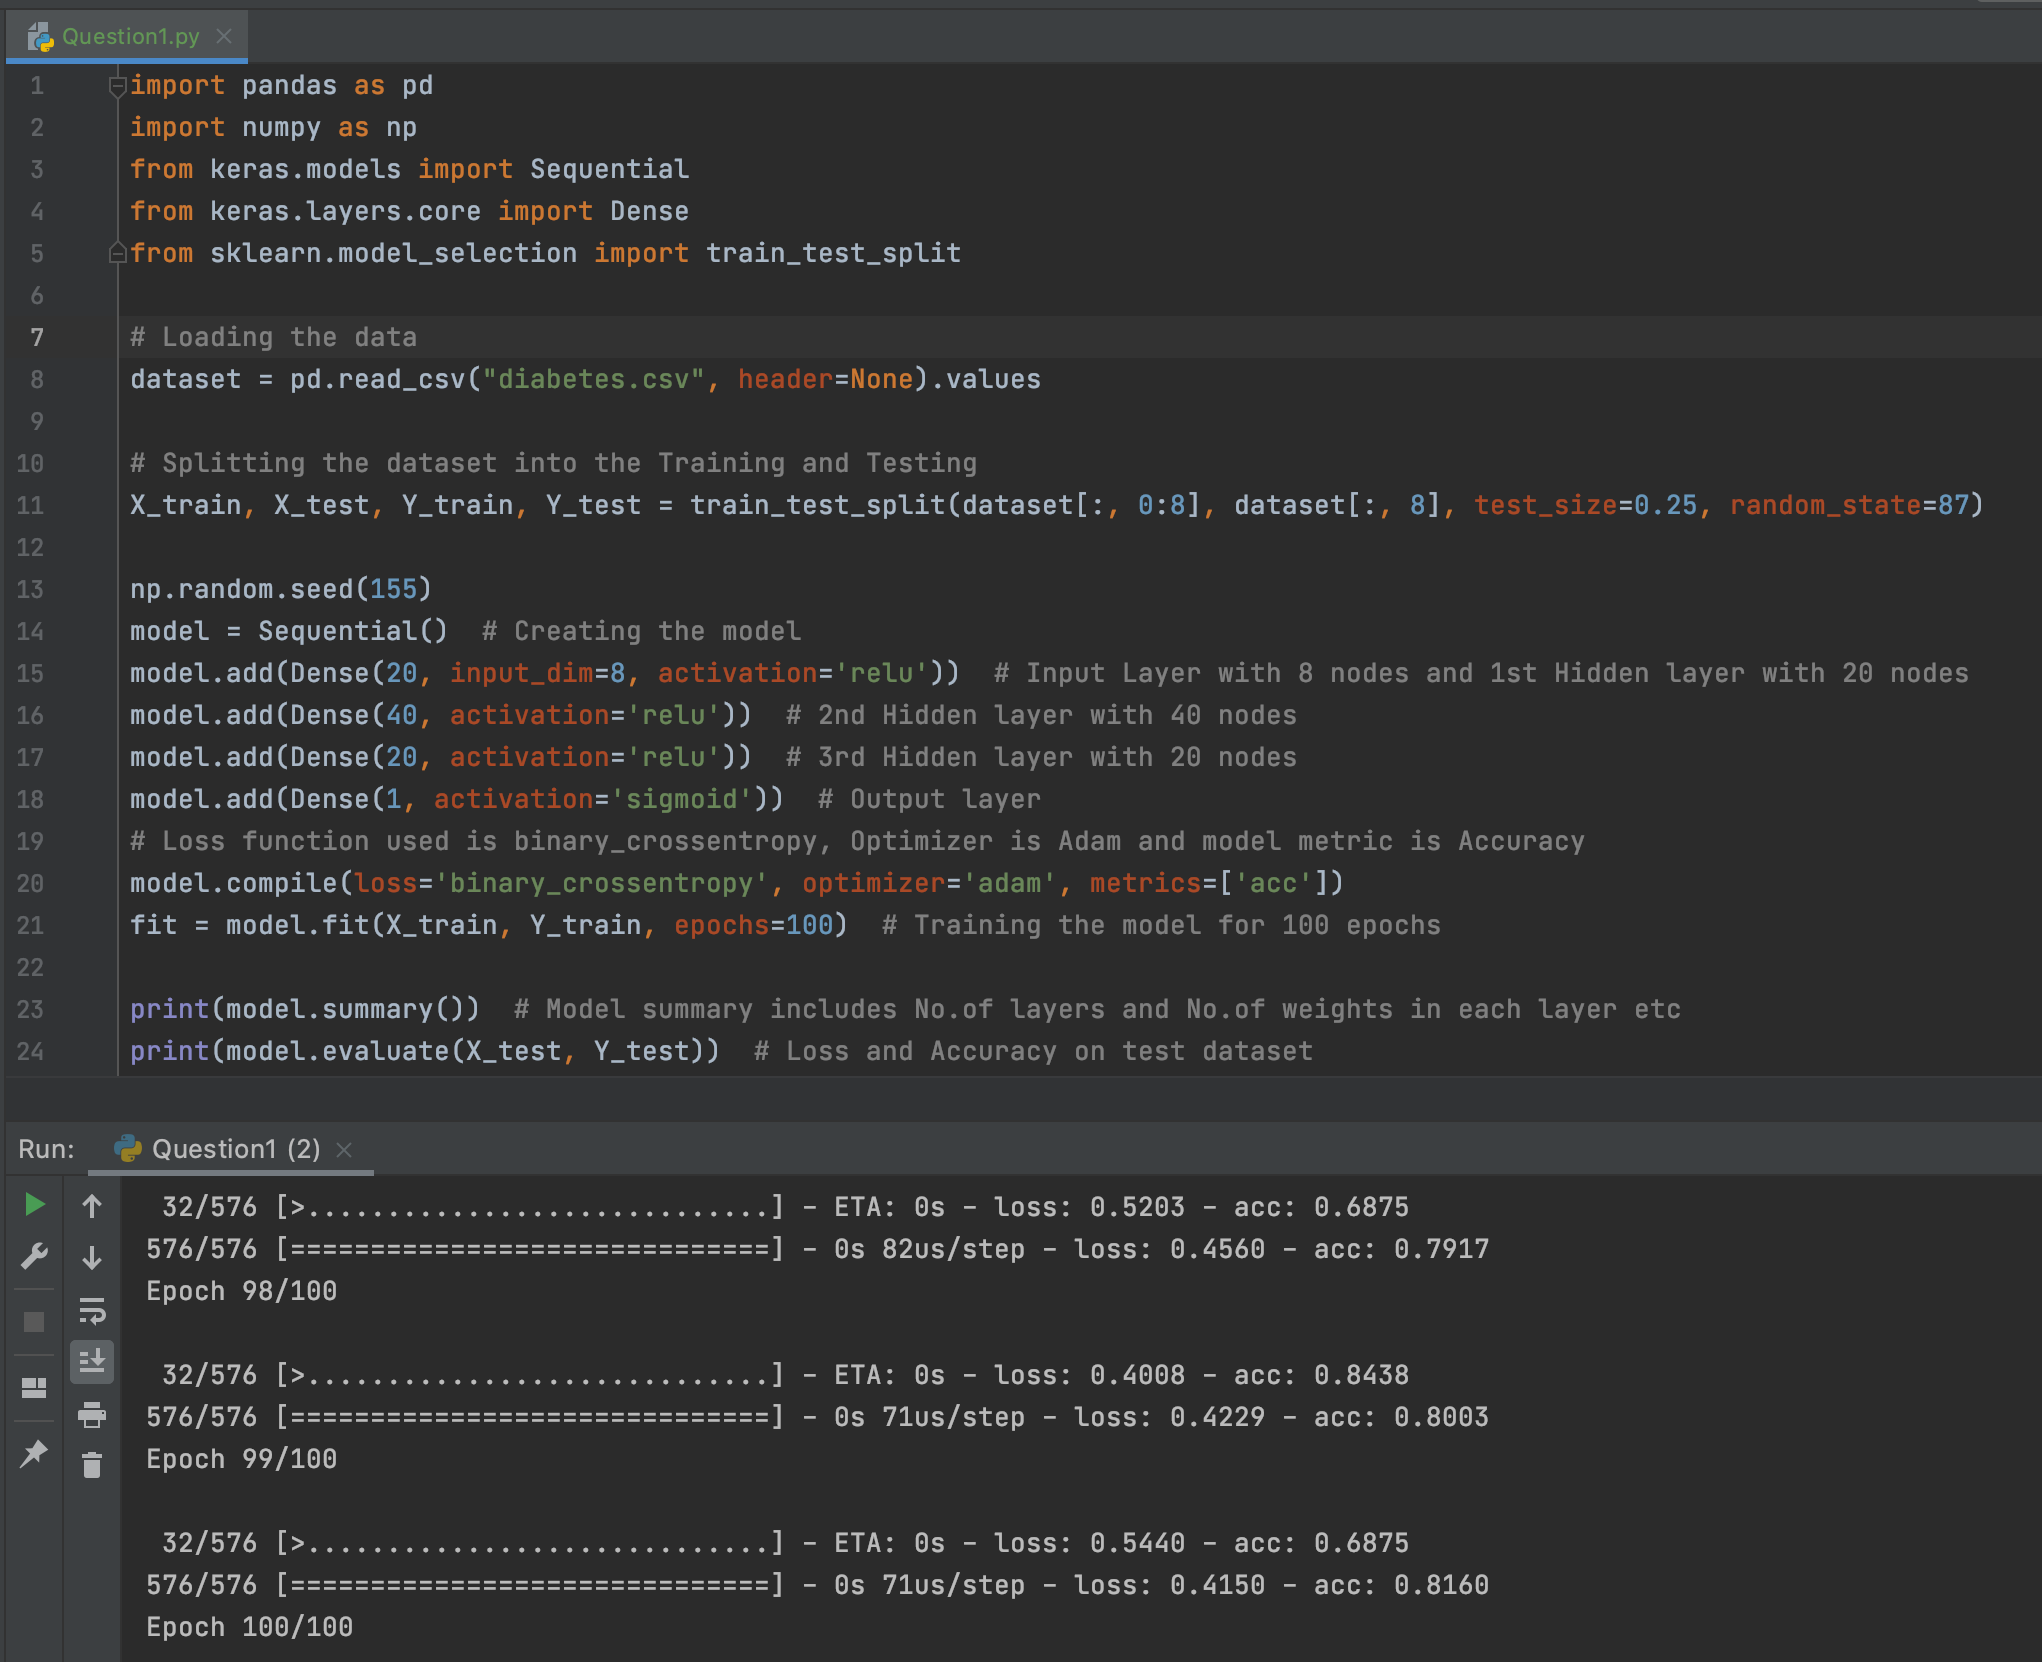 Question1.py
1 import pandas as pd
2 import numpy as np
3 from keras.models import Sequential
4 from keras.layers.core import Dense
5 from sklearn.model_selection import train_test_split
6
7 # Loading the data
8 dataset = pd.read_csv("diabetes.csv", header=None).values
9
10 # Splitting the dataset into the Training and Testing
11 X_train, X_test, Y_train, Y_test = train_test_split(dataset[:, 0:8], dataset[:, 8], test_size=0.25, random_state=87)
12
13 np.random.seed(155)
14 model = Sequential()  # Creating the model
15 model.add(Dense(20, input_dim=8, activation='relu'))  # Input Layer with 8 nodes and 1st Hidden layer with 20 nodes
16 model.add(Dense(40, activation='relu'))  # 2nd Hidden layer with 40 nodes
17 model.add(Dense(20, activation='relu'))  # 3rd Hidden layer with 20 nodes
18 model.add(Dense(1, activation='sigmoid'))  # Output layer
19 # Loss function used is binary_crossentropy, Optimizer is Adam and model metric is Accuracy
20 model.compile(loss='binary_crossentropy', optimizer='adam', metrics=['acc'])
21 fit = model.fit(X_train, Y_train, epochs=100)  # Training the model for 100 epochs
22
23 print(model.summary())  # Model summary includes No.of layers and No.of weights in each layer etc
24 print(model.evaluate(X_test, Y_test))  # Loss and Accuracy on test dataset
Run: Question1 (2)
32/576 [>.............................] - ETA: 0s - loss: 0.5203 - acc: 0.6875
576/576 [==============================] - 0s 82us/step - loss: 0.4560 - acc: 0.7917
Epoch 98/100
32/576 [>.............................] - ETA: 0s - loss: 0.4008 - acc: 0.8438
576/576 [==============================] - 0s 71us/step - loss: 0.4229 - acc: 0.8003
Epoch 99/100
32/576 [>.............................] - ETA: 0s - loss: 0.5440 - acc: 0.6875
576/576 [==============================] - 0s 71us/step - loss: 0.4150 - acc: 0.8160
Epoch 100/100